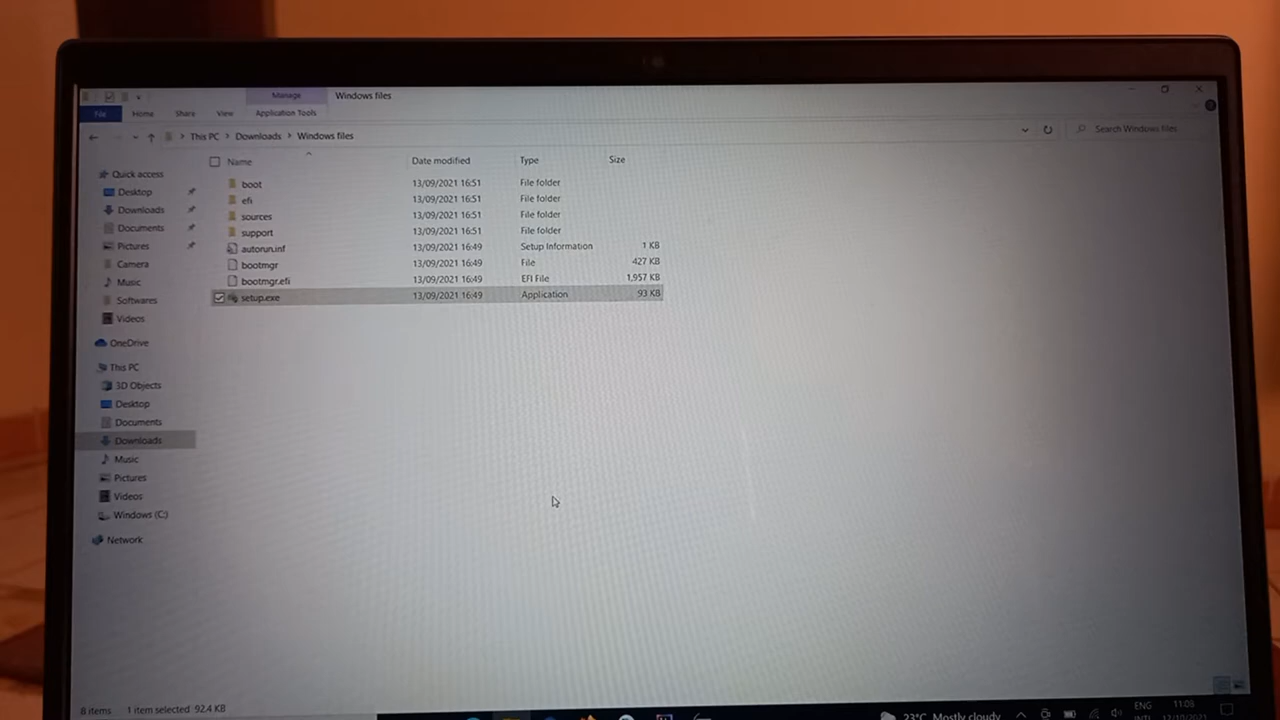 Manage
Windows files
File
Home
Share
View
Application Tools
This PC > Downloads > Windows files
Search Windows files
Name
Date modified
Type
Size
Quick access
Desktop
Downloads
Documents
Pictures
Camera
Music
Softwares
Videos
OneDrive
This PC
3D Objects
Desktop
Documents
Downloads
Music
Pictures
Videos
Windows (C:)
Network
boot 13/09/2021 16:51 File folder
efi 13/09/2021 16:51 File folder
sources 13/09/2021 16:51 File folder
support 13/09/2021 16:51 File folder
autorun.inf 13/09/2021 16:49 Setup Information 1 KB
bootmgr 13/09/2021 16:49 File 427 KB
bootmgr.efi 13/09/2021 16:49 EFI File 1,957 KB
setup.exe 13/09/2021 16:49 Application 93 KB
8 items 1 item selected 92.4 KB
23°C Mostly cloudy
ENG
11:03